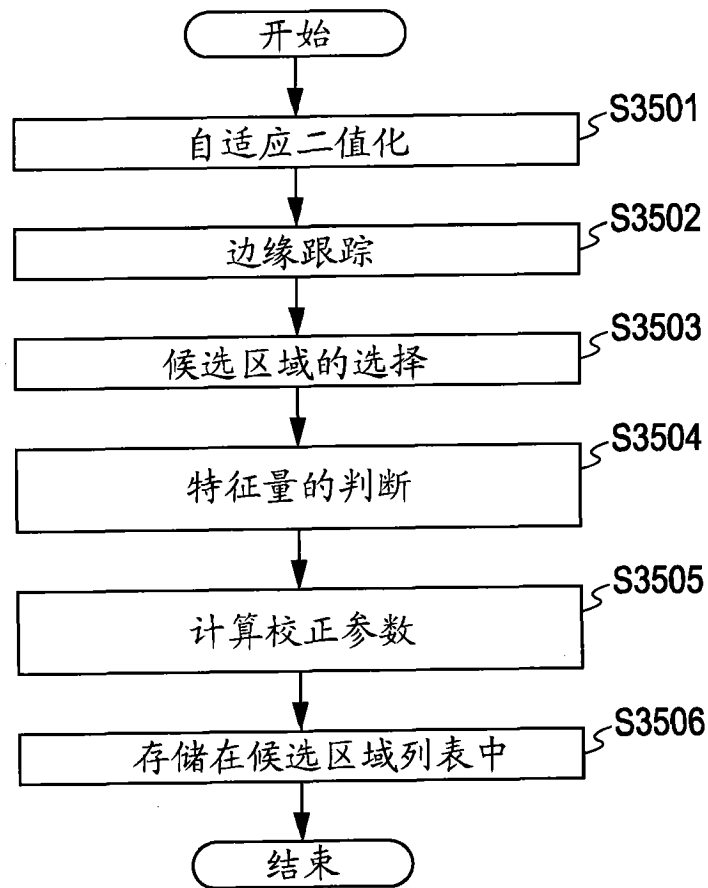 开始
S3501
自适应二值化
S3502
边缘跟踪
S3503
候选区域的选择
S3504
特征量的判断
S3505
计算校正参数
S3506
存储在候选区域列表中
结束